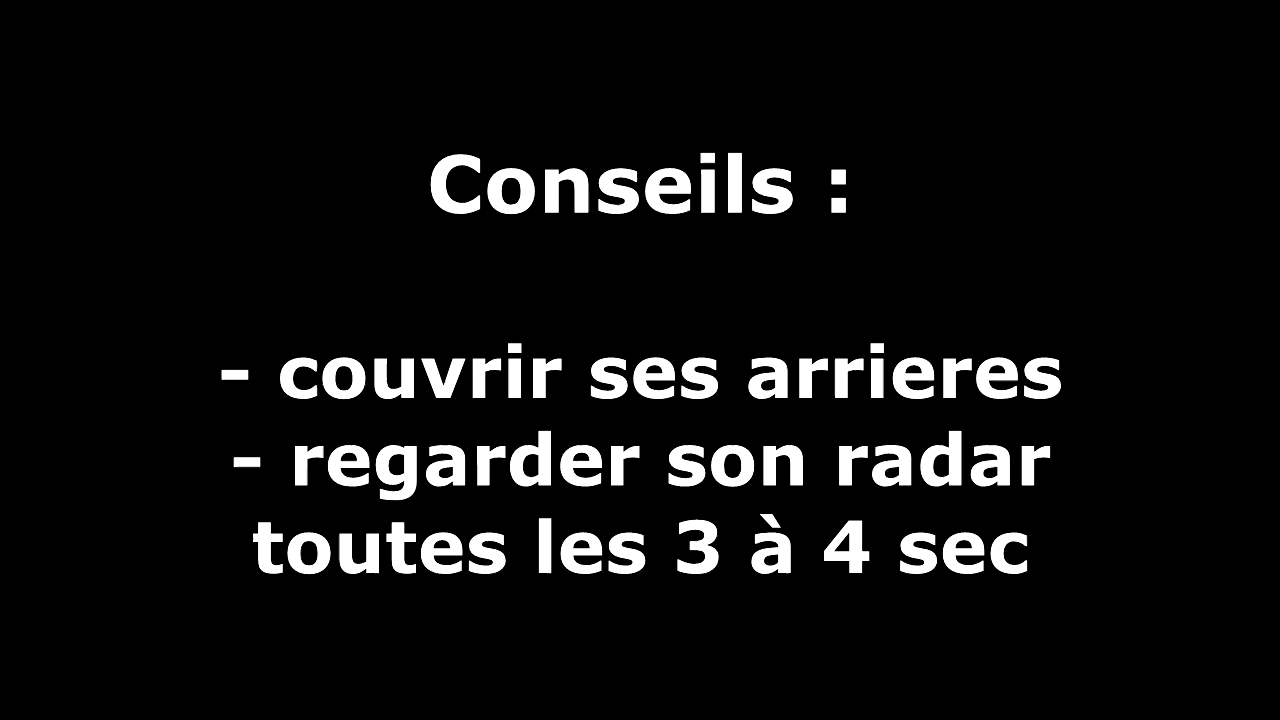 Conseils :
- couvrir ses arrieres
- regarder son radar
toutes les 3 à 4 sec